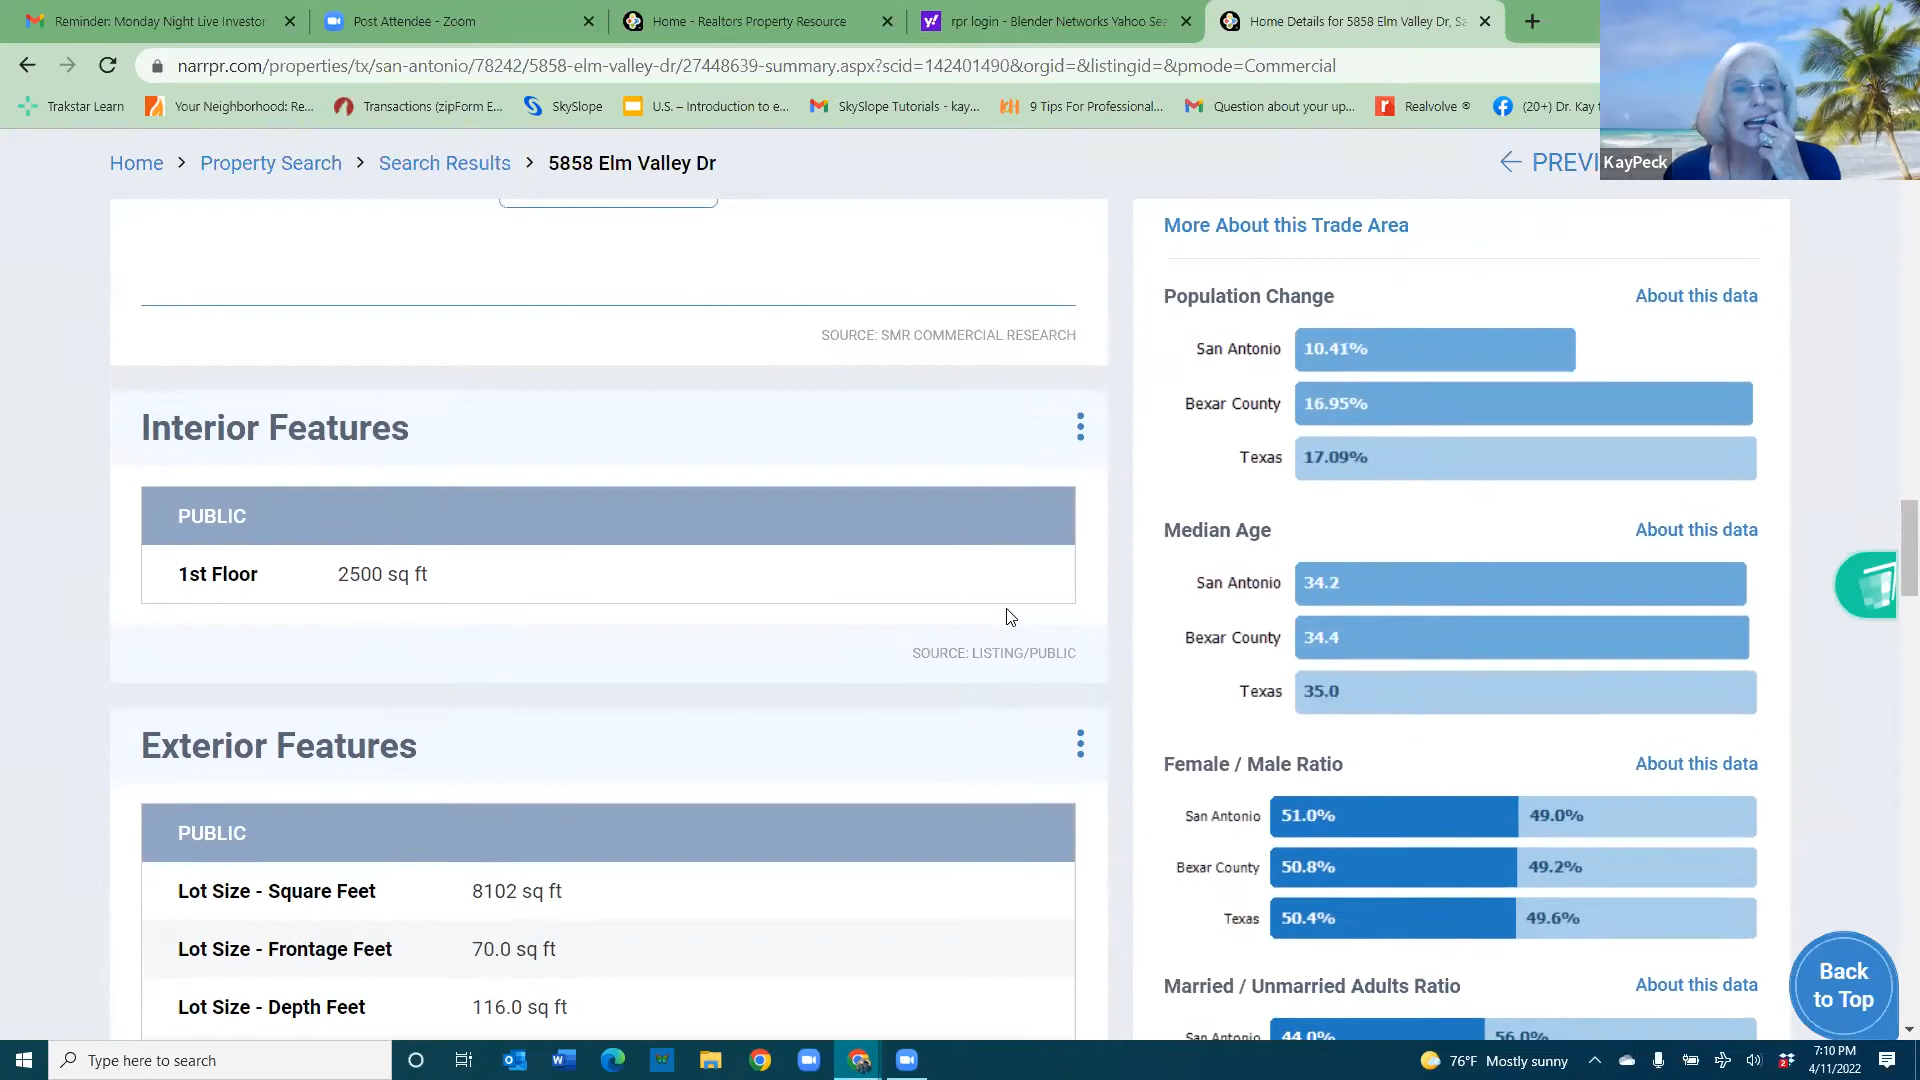 Reminder: Monday Night Live Investor
Post Attendee - Zoom
Home - Realtors Property Resource
rpr login - Blender Networks Yahoo Sea
Home Details for 5858 Elm Valley Dr, Sa
narrpr.com/properties/tx/san-antonio/78242/5858-elm-valley-dr/27448639-summary.aspx?scid=142401490&orgid=&listingid=&pmode=Commercial
Trakstar Learn
Your Neighborhood: Re...
Transactions (zipForm E...
SkySlope
U.S. – Introduction to e...
SkySlope Tutorials - kay...
9 Tips For Professional...
Question about your up...
Realvolve ®
(20+) Dr. Kay
KayPeck
Home > Property Search > Search Results > 5858 Elm Valley Dr
PREVI
SOURCE: SMR COMMERCIAL RESEARCH
Interior Features
PUBLIC
1st Floor 2500 sq ft
SOURCE: LISTING/PUBLIC
Exterior Features
PUBLIC
Lot Size - Square Feet 8102 sq ft
Lot Size - Frontage Feet 70.0 sq ft
Lot Size - Depth Feet 116.0 sq ft
More About this Trade Area
Population Change About this data
San Antonio 10.41%
Bexar County 16.95%
Texas 17.09%
Median Age About this data
San Antonio 34.2
Bexar County 34.4
Texas 35.0
Female / Male Ratio About this data
San Antonio 51.0% 49.0%
Bexar County 50.8% 49.2%
Texas 50.4% 49.6%
Married / Unmarried Adults Ratio About this data
San Antonio 44.0% 56.0%
Back
to Top
Type here to search
76°F Mostly sunny
7:10 PM
4/11/2022